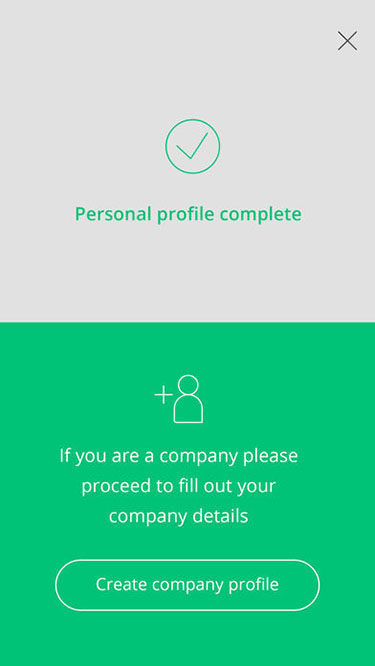 Personal profile complete
If you are a company please
proceed to fill out your
company details
Create company profile